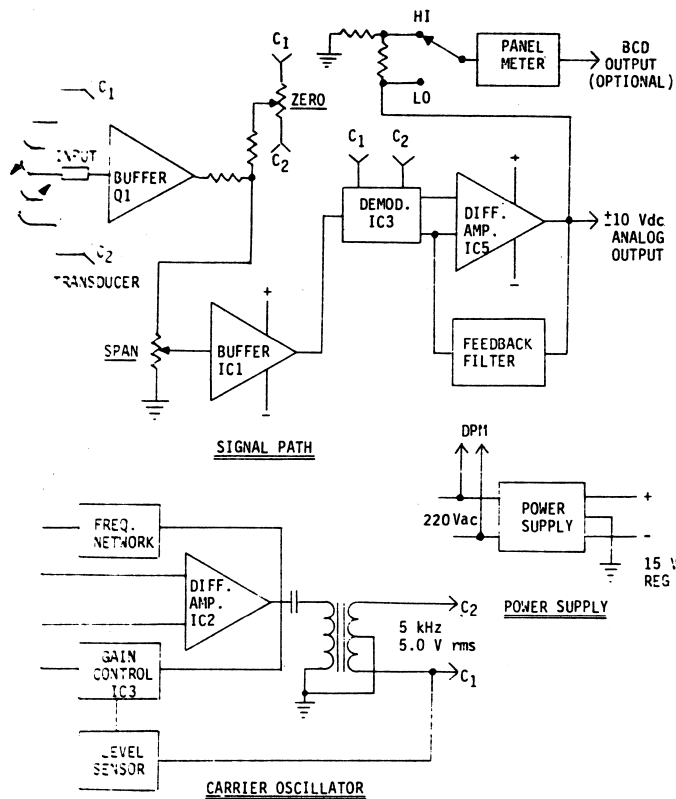 C1
HI
PANEL
METER
BCD
OUTPUT
(OPTIONAL)
LO
ZERO
C2
C1
INPUT
BUFFER
Q1
C2
TRANSDUCER
C1
C2
DEMOD.
IC3
+
DIFF.
AMP.
IC5
-
±10 Vdc
ANALOG
OUTPUT
FEEDBACK
FILTER
SPAN
+
BUFFER
IC1
-
SIGNAL PATH
DPM
220Vac
POWER
SUPPLY
+
-
15 V
REG
POWER SUPPLY
FREQ.
NETWORK
DIFF.
AMP.
IC2
C2
5 kHz
5.0 V rms
C1
GAIN
CONTROL
IC3
LEVEL
SENSOR
CARRIER OSCILLATOR